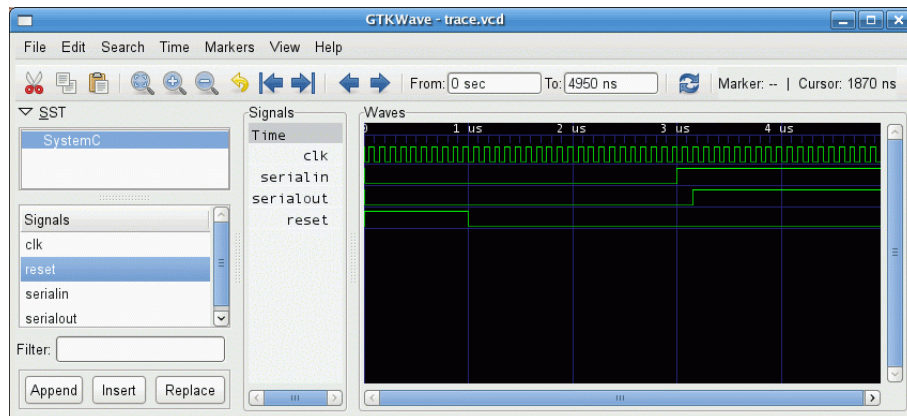 GTKWave - trace.vcd
File Edit Search Time Markers View Help
From: 0 sec To: 4950 ns Marker: -- | Cursor: 1870 ns
SST
SystemC
Signals
clk
reset
serialin
serialout
Filter:
Append Insert Replace
Signals
Time
clk
serialin
serialout
reset
Waves
0 1 us 2 us 3 us 4 us